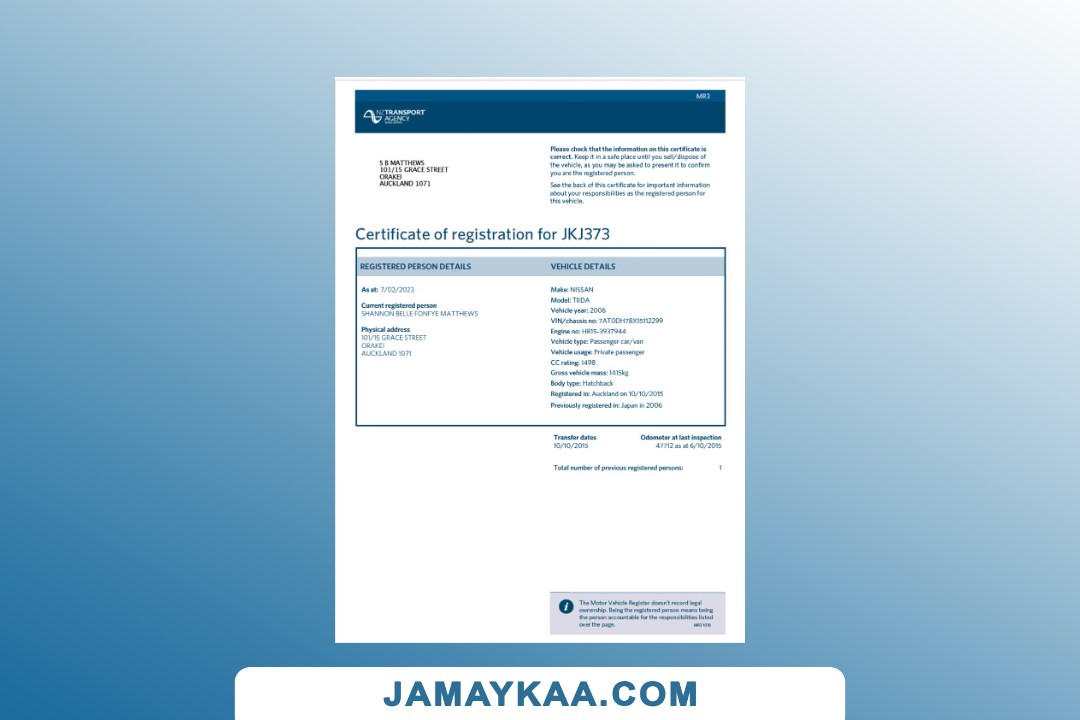 MR3
NZTRANSPORT
AGENCY
S B MATTHEWS
101/15 GRACE STREET
ORAKEI
AUCKLAND 1071
Please check that the information on this certificate is
correct. Keep it in a safe place until you sell/dispose of
the vehicle, as you may be asked to present it to confirm
you are the registered person.
See the back of this certificate for important information
about your responsibilities as the registered person for
this vehicle.
Certificate of registration for JKJ373
REGISTERED PERSON DETAILS
As at: 7/02/2023
Current registered person
SHANNON BELLE FONFYE MATTHEWS
Physical address
101/15 GRACE STREET
ORAKEI
AUCKLAND 1071
VEHICLE DETAILS
Make: NISSAN
Model: TIIDA
Vehicle year: 2006
VIN/chassis no: 7AT0DH78X15112299
Engine no: HR15-3937944
Vehicle type: Passenger car/van
Vehicle usage: Private passenger
CC rating: 1498
Gross vehicle mass: 1415kg
Body type: Hatchback
Registered in: Auckland on 10/10/2015
Previously registered in: Japan in 2006
Transfer dates
10/10/2015
Odometer at last inspection
47712 as at 6/10/2015
Total number of previous registered persons: 1
The Motor Vehicle Register doesn't record legal
ownership. Being the registered person means being
the person accountable for the responsibilities listed
over the page.
JAMAYKAA.COM